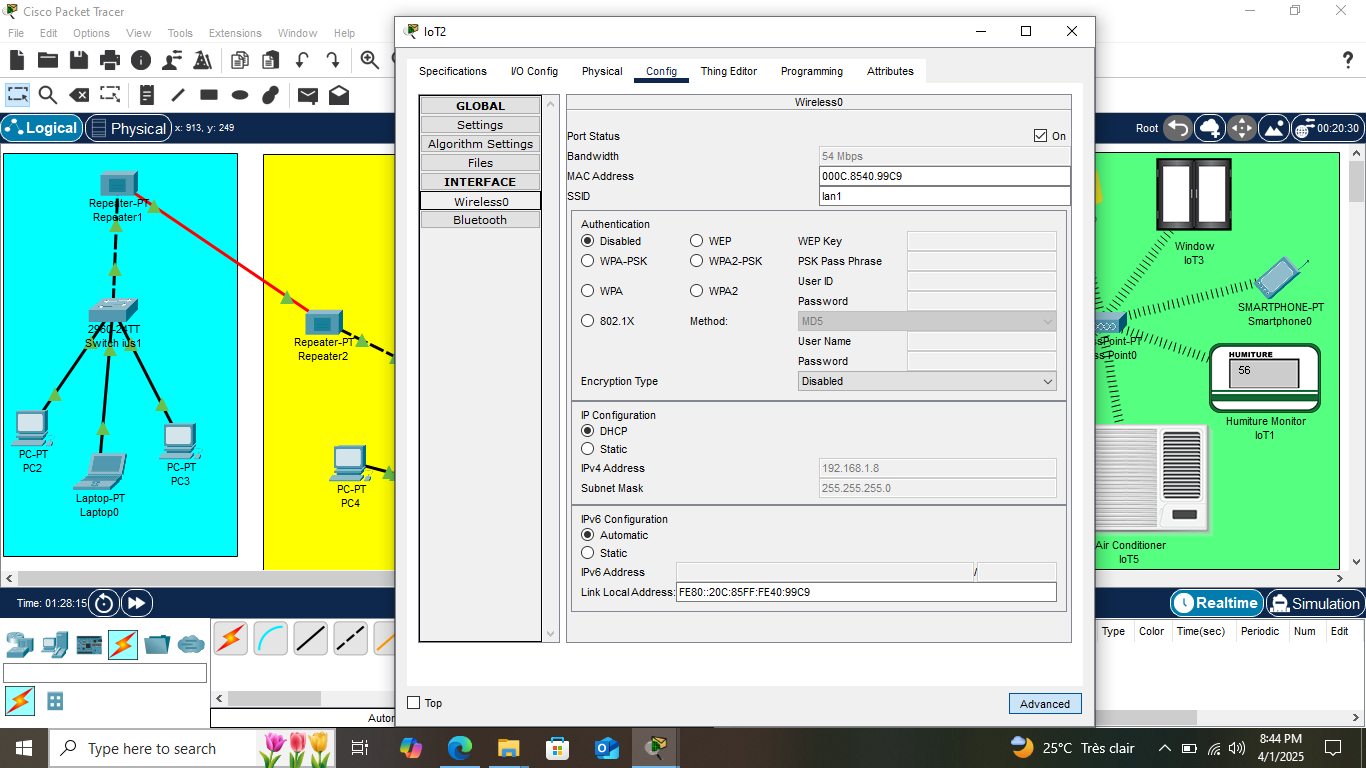 Cisco Packet Tracer
File Edit Options View Tools Extensions Window Help
Logical
Physical
x: 913, y: 249
Root
00:20:30
Repeater-PT
Repeater1
2960-24TT
Switch ius1
PC-PT
PC2
Laptop-PT
Laptop0
PC-PT
PC3
Repeater-PT
Repeater2
PC-PT
PC4
IoT2
Specifications I/O Config Physical Config Thing Editor Programming Attributes
GLOBAL
Settings
Algorithm Settings
Files
INTERFACE
Wireless0
Bluetooth
Wireless0
Port Status On
Bandwidth 54 Mbps
MAC Address 000C.8540.99C9
SSID lan1
Authentication
Disabled WEP WEP Key
WPA-PSK WPA2-PSK PSK Pass Phrase
User ID
WPA WPA2
Password
802.1X Method: MD5
User Name
Password
Encryption Type Disabled
IP Configuration
DHCP
Static
IPv4 Address 192.168.1.8
Subnet Mask 255.255.255.0
IPv6 Configuration
Automatic
Static
IPv6 Address /
Link Local Address: FE80::20C:85FF:FE40:99C9
Top
Advanced
Window
IoT3
SMARTPHONE-PT
Smartphone0
ssPoint-PT
ss Point0
HUMITURE
56
Humiture Monitor
IoT1
Air Conditioner
IoT5
Time: 01:28:15
Realtime
Simulation
Type Color Time(sec) Periodic Num Edit
Autor
Type here to search
25°C Très clair
8:44 PM
4/1/2025